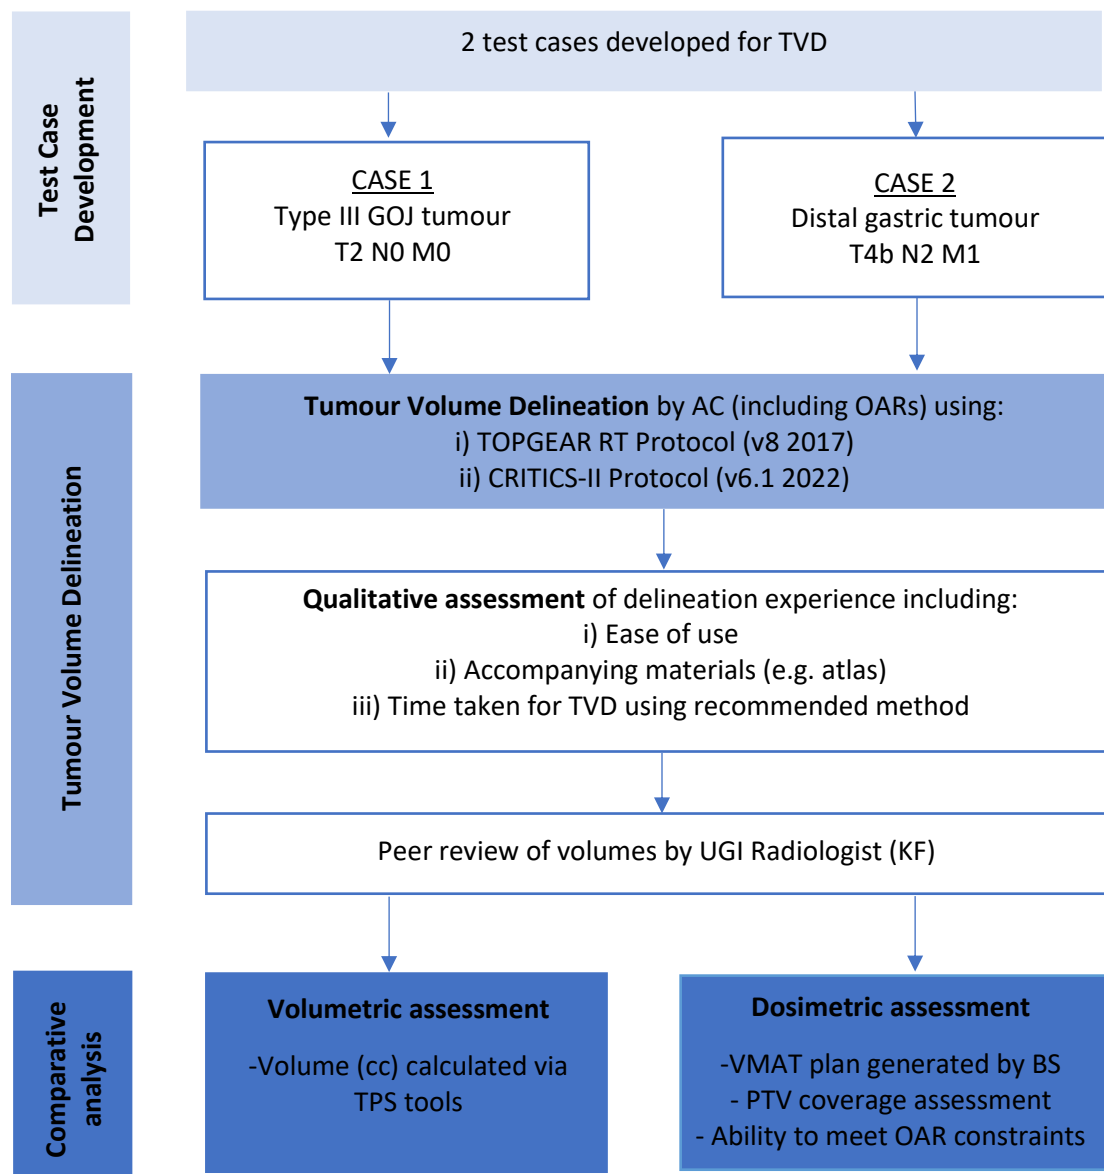 2 test cases developed for TVD
Test Case
Development
CASE 1
Type III GOJ tumour
T2 N0 M0
CASE 2
Distal gastric tumour
T4b N2 M1
Tumour Volume Delineation
Tumour Volume Delineation by AC (including OARs) using:
i) TOPGEAR RT Protocol (v8 2017)
ii) CRITICS-II Protocol (v6.1 2022)
Qualitative assessment of delineation experience including:
i) Ease of use
ii) Accompanying materials (e.g. atlas)
iii) Time taken for TVD using recommended method
Peer review of volumes by UGI Radiologist (KF)
Comparative
analysis
Volumetric assessment
-Volume (cc) calculated via
TPS tools
Dosimetric assessment
-VMAT plan generated by BS
- PTV coverage assessment
- Ability to meet OAR constraints